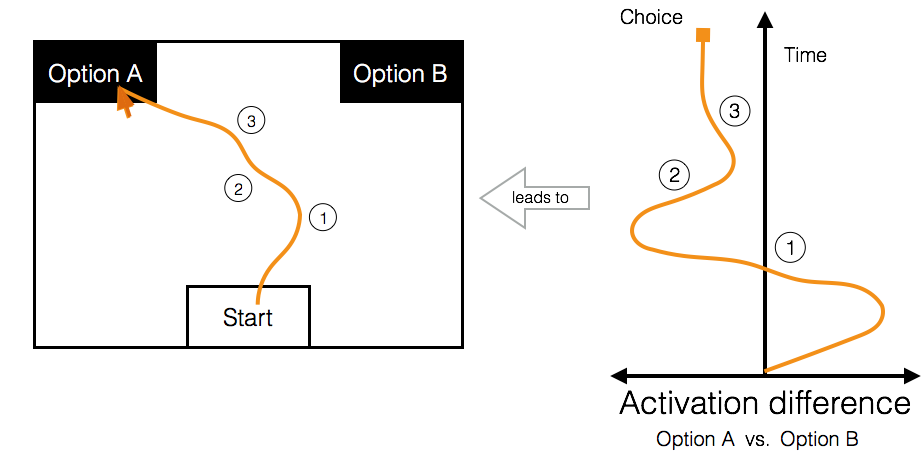 Option A
Option B
3
2
1
Start
leads to
Choice
Time
3
2
1
Activation difference
Option A vs. Option B